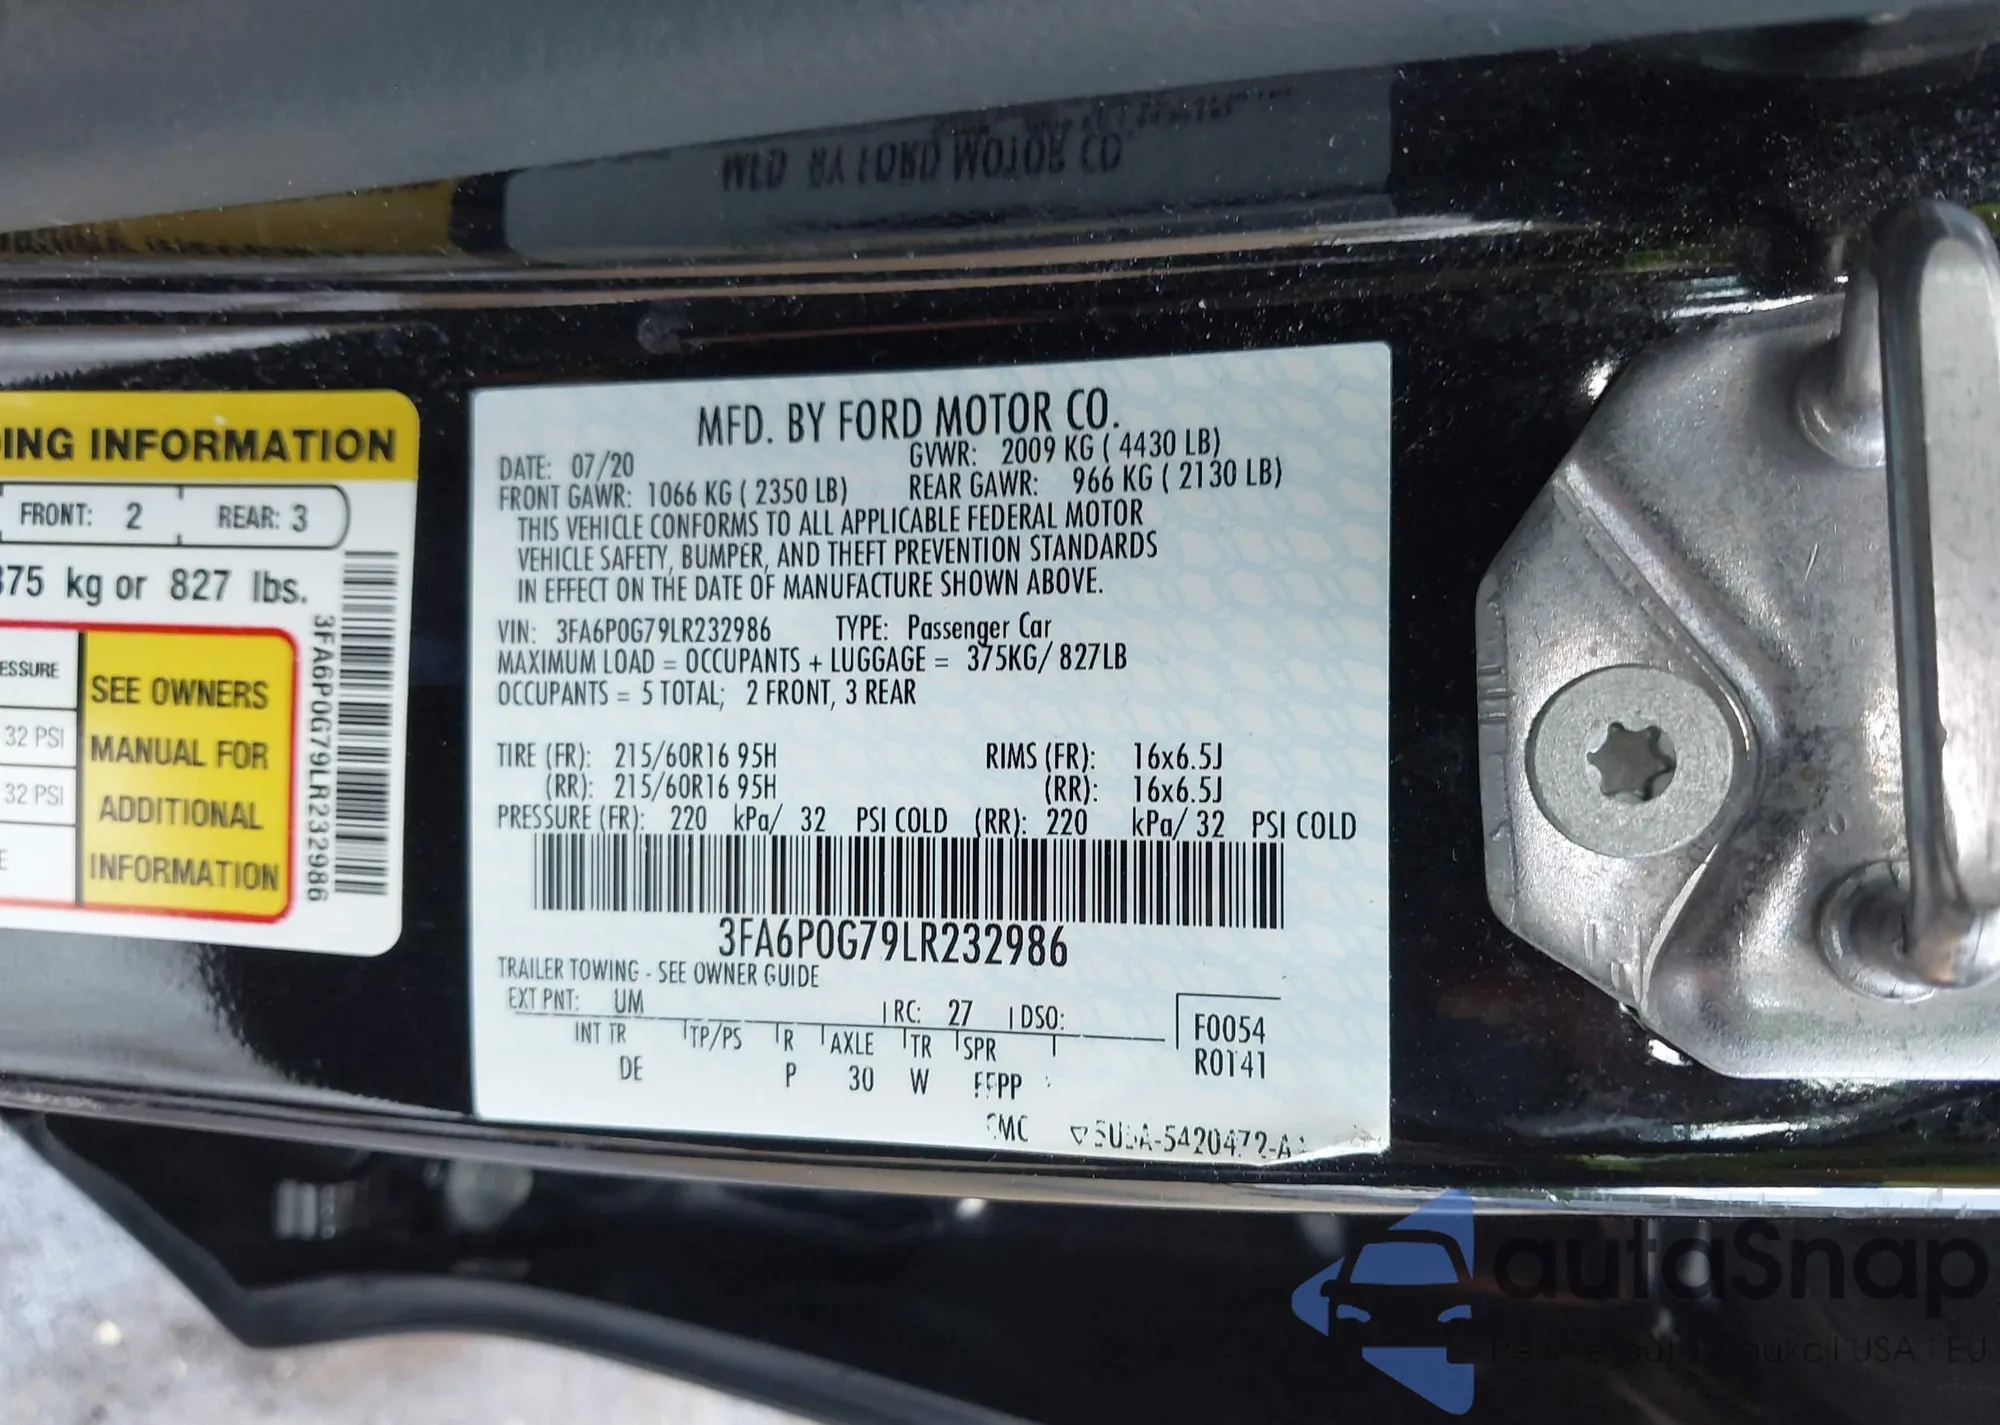 MFD. BY FORD MOTOR CO.
DING INFORMATION
FRONT: 2 REAR: 3
375 kg or 827 lbs.
ESSURE
32 PSI
32 PSI
E
SEE OWNERS
MANUAL FOR
ADDITIONAL
INFORMATION
3FA6P0G79LR232986
MFD. BY FORD MOTOR CO.
DATE: 07/20 GVWR: 2009 KG ( 4430 LB)
FRONT GAWR: 1066 KG ( 2350 LB) REAR GAWR: 966 KG ( 2130 LB)
THIS VEHICLE CONFORMS TO ALL APPLICABLE FEDERAL MOTOR
VEHICLE SAFETY, BUMPER, AND THEFT PREVENTION STANDARDS
IN EFFECT ON THE DATE OF MANUFACTURE SHOWN ABOVE.
VIN: 3FA6P0G79LR232986 TYPE: Passenger Car
MAXIMUM LOAD = OCCUPANTS + LUGGAGE = 375KG/ 827LB
OCCUPANTS = 5 TOTAL; 2 FRONT, 3 REAR
TIRE (FR): 215/60R16 95H RIMS (FR): 16x6.5J
(RR): 215/60R16 95H (RR): 16x6.5J
PRESSURE (FR): 220 kPa/ 32 PSI COLD (RR): 220 kPa/ 32 PSI COLD
3FA6P0G79LR232986
TRAILER TOWING - SEE OWNER GUIDE
EXT PNT: UM RC: 27 DSO:
INT TR TP/PS R AXLE TR SPR
DE P 30 W FFPP
F0054
R0141
autaSnap
USA i EU